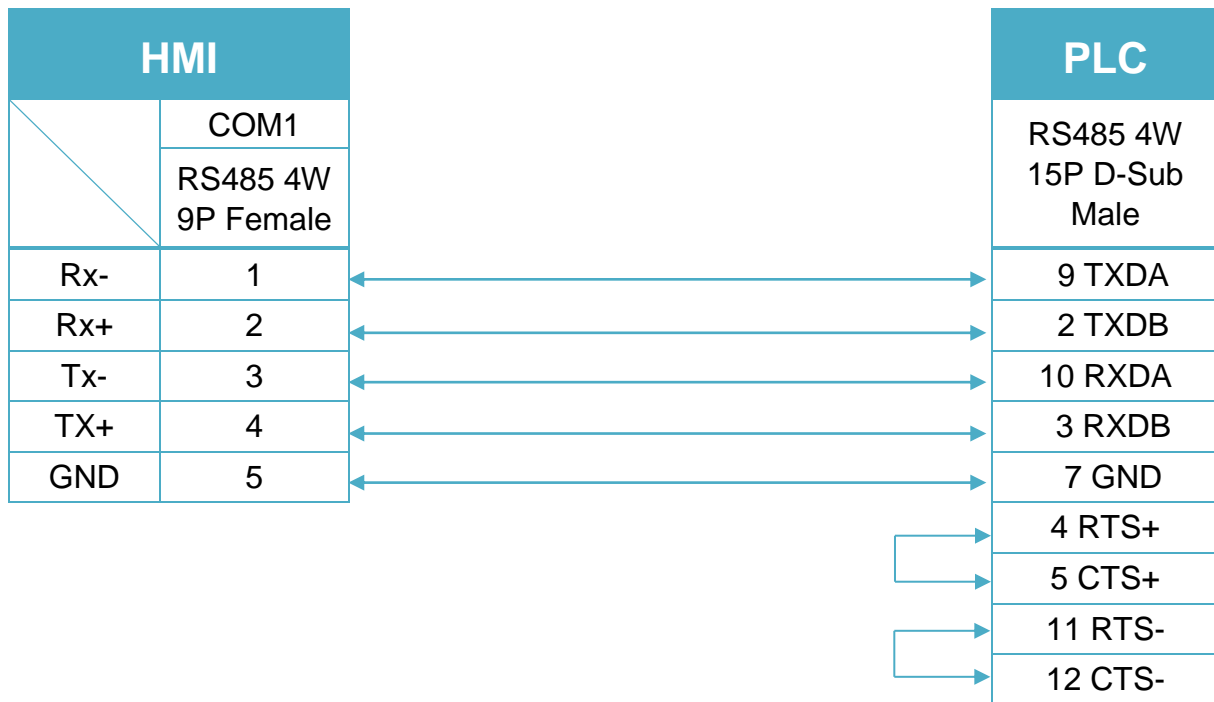 HMI
PLC
COM1
RS485 4W
9P Female
RS485 4W
15P D-Sub
Male
Rx- 1 9 TXDA
Rx+ 2 2 TXDB
Tx- 3 10 RXDA
TX+ 4 3 RXDB
GND 5 7 GND
4 RTS+
5 CTS+
11 RTS-
12 CTS-